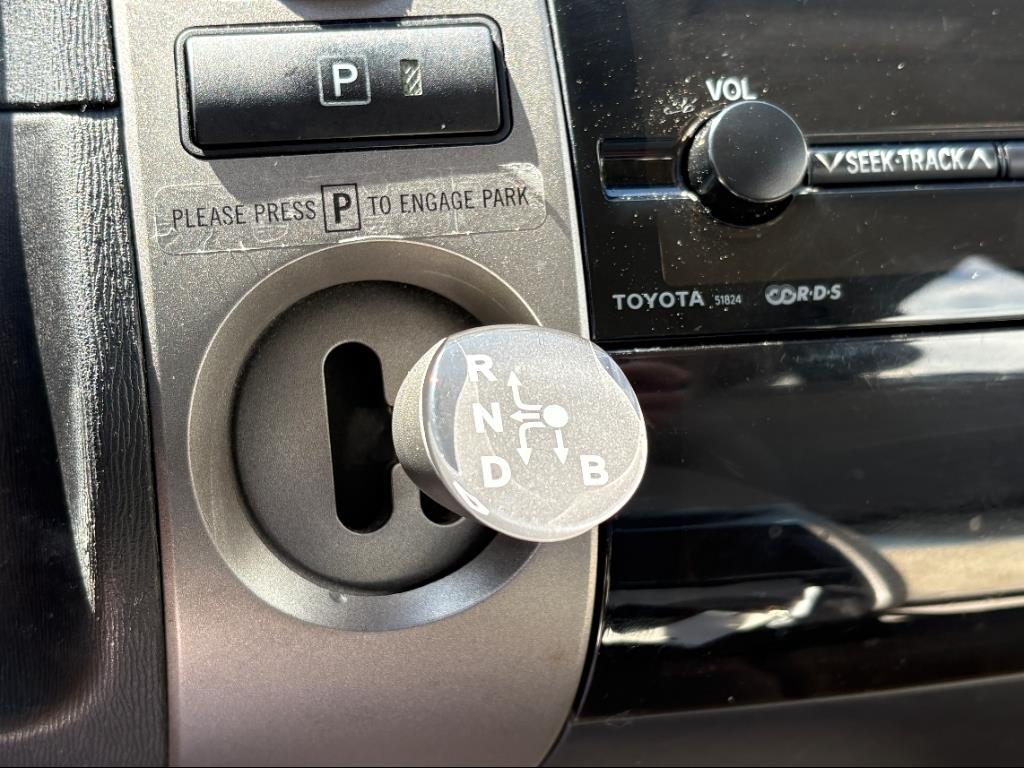 P
VOL
SEEK·TRACK
PLEASE PRESS P TO ENGAGE PARK
TOYOTA 51824 R·D·S
R
N
D B